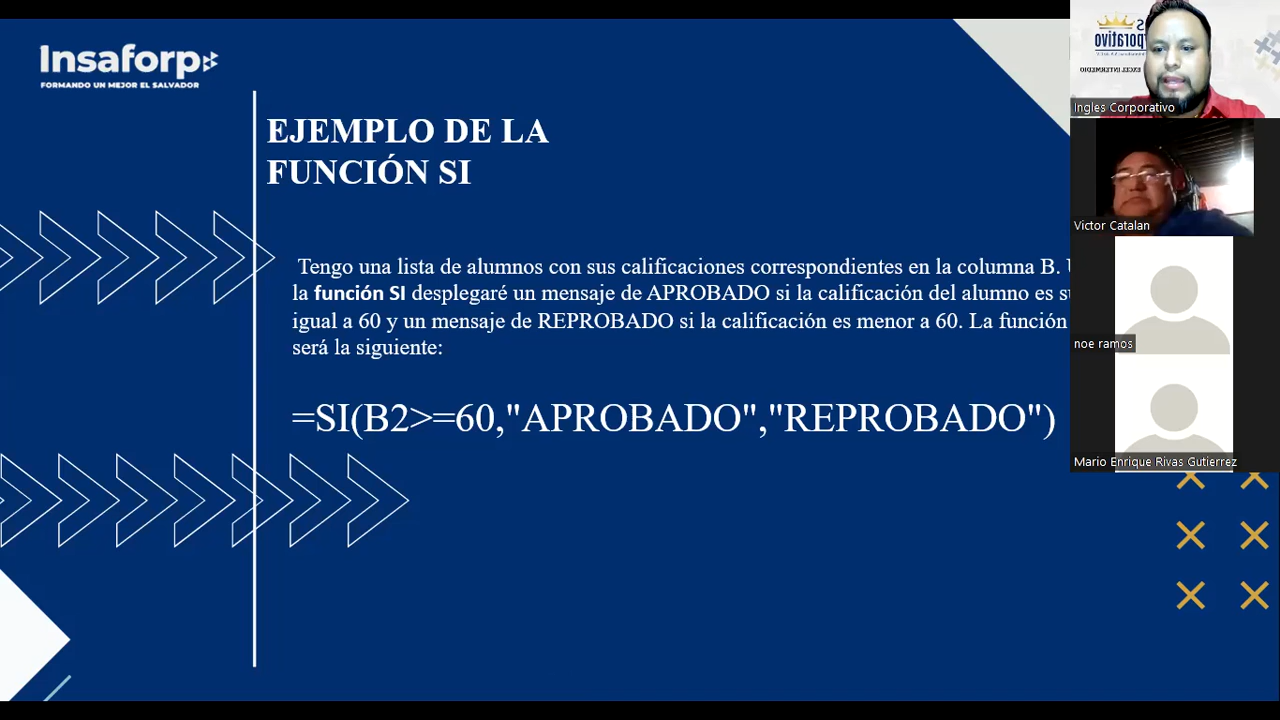 Insaforp
FORMANDO UN MEJOR EL SALVADOR
EJEMPLO DE LA
FUNCIÓN SI
Tengo una lista de alumnos con sus calificaciones correspondientes en la columna B.
la función SI desplegaré un mensaje de APROBADO si la calificación del alumno es
igual a 60 y un mensaje de REPROBADO si la calificación es menor a 60. La función
será la siguiente:
=SI(B2>=60,"APROBADO","REPROBADO")
EXCEL INTERMEDIO
Ingles Corporativo
Victor Catalan
noe ramos
Mario Enrique Rivas Gutierrez